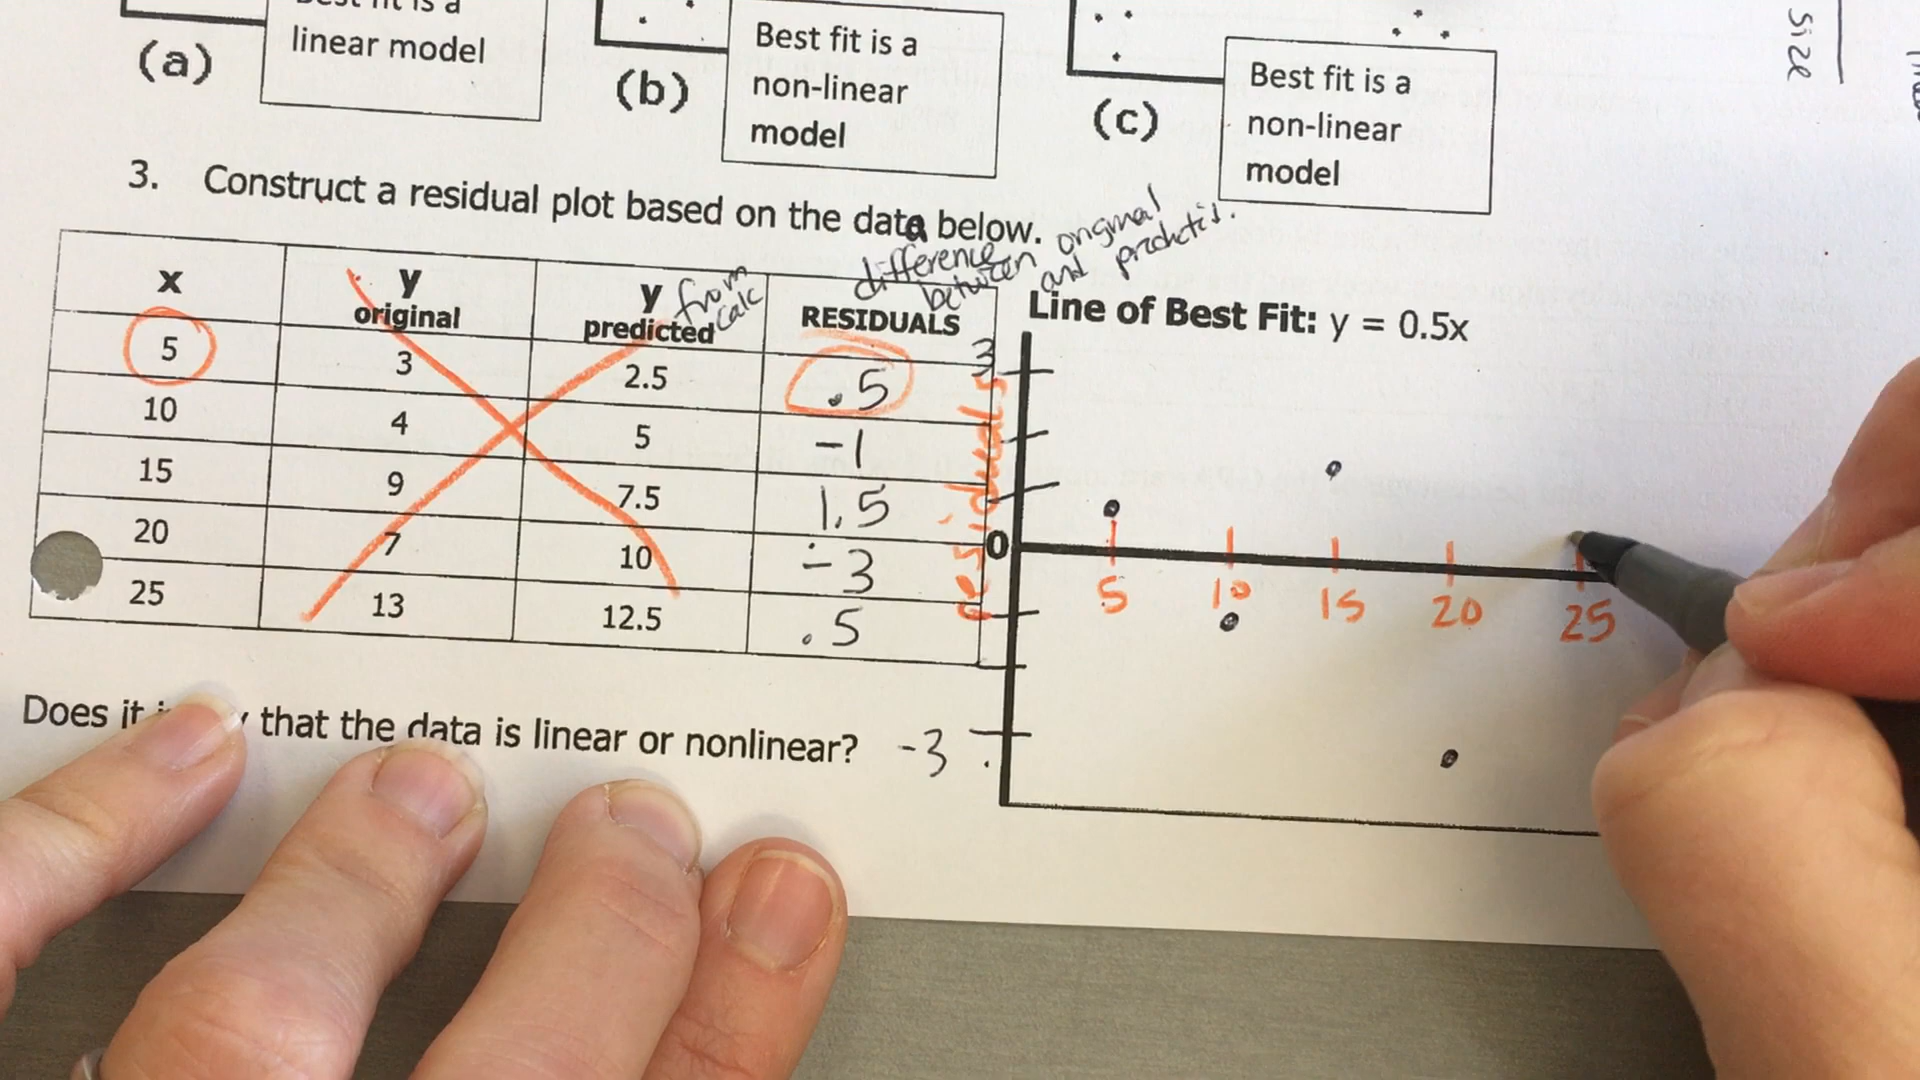 linear model
(a)
Best fit is a
non-linear
model
(b)
Best fit is a
non-linear
model
(c)
size
3. Construct a residual plot based on the data below.
difference
between original
and
x
y
original
y
predicted
from
calc
RESIDUALS
5 3 2.5 .5
10 4 5 -1
15 9 7.5 1.5
20 7 10 -3
25 13 12.5 .5
Line of Best Fit: y = 0.5x
3
residuals
0
5 10 15 20 25
-3
Does it that the data is linear or nonlinear?